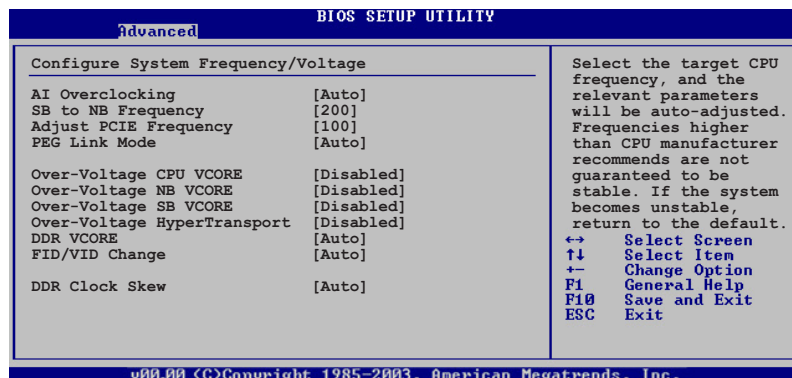 BIOS SETUP UTILITY
Advanced
Configure System Frequency/Voltage
AI Overclocking [Auto]
SB to NB Frequency [200]
Adjust PCIE Frequency [100]
PEG Link Mode [Auto]
Over-Voltage CPU VCORE [Disabled]
Over-Voltage NB VCORE [Disabled]
Over-Voltage SB VCORE [Disabled]
Over-Voltage HyperTransport [Disabled]
DDR VCORE [Auto]
FID/VID Change [Auto]
DDR Clock Skew [Auto]
Select the target CPU
frequency, and the
relevant parameters
will be auto-adjusted.
Frequencies higher
than CPU manufacturer
recommends are not
guaranteed to be
stable. If the system
becomes unstable,
return to the default.
←→ Select Screen
↑↓ Select Item
+- Change Option
F1 General Help
F10 Save and Exit
ESC Exit
v00.00 (C)Copyright 1985-2003, American Megatrends, Inc.